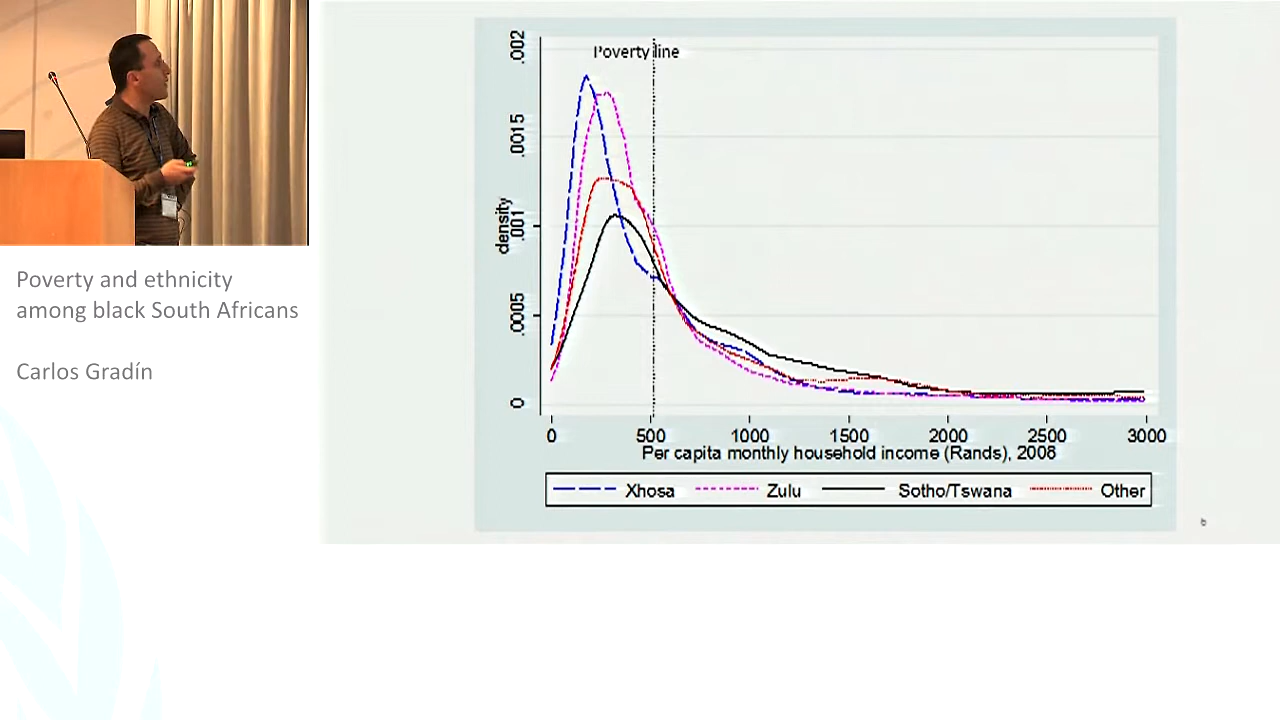 Poverty and ethnicity
among black South Africans
Carlos Gradín
Poverty line
.002
.0015
.001
.0005
0
density
0 500 1000 1500 2000 2500 3000
Per capita monthly household income (Rands), 2008
Xhosa Zulu Sotho/Tswana Other